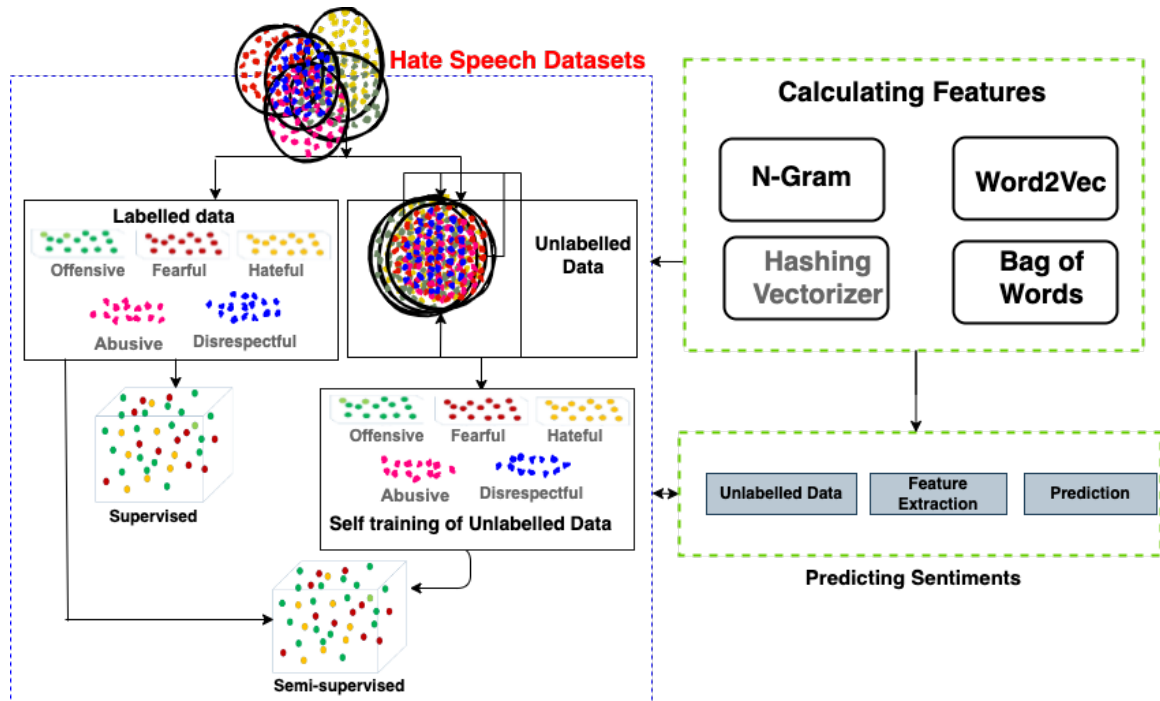 Hate Speech Datasets
Labelled data
Offensive
Fearful
Hateful
Abusive
Disrespectful
Unlabelled
Data
Supervised
Offensive
Fearful
Hateful
Abusive
Disrespectful
Self training of Unlabelled Data
Semi-supervised
Calculating Features
N-Gram
Word2Vec
Hashing
Vectorizer
Bag of
Words
Unlabelled Data
Feature
Extraction
Prediction
Predicting Sentiments